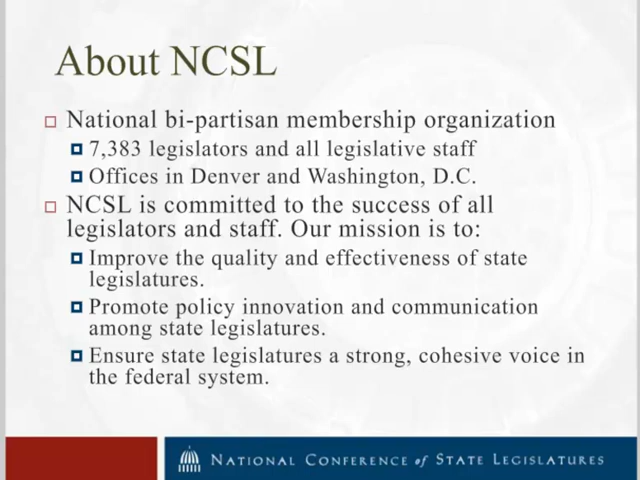 About NCSL
National bi-partisan membership organization
7,383 legislators and all legislative staff
Offices in Denver and Washington, D.C.
NCSL is committed to the success of all
legislators and staff. Our mission is to:
Improve the quality and effectiveness of state
legislatures.
Promote policy innovation and communication
among state legislatures.
Ensure state legislatures a strong, cohesive voice in
the federal system.
NATIONAL CONFERENCE of STATE LEGISLATURES